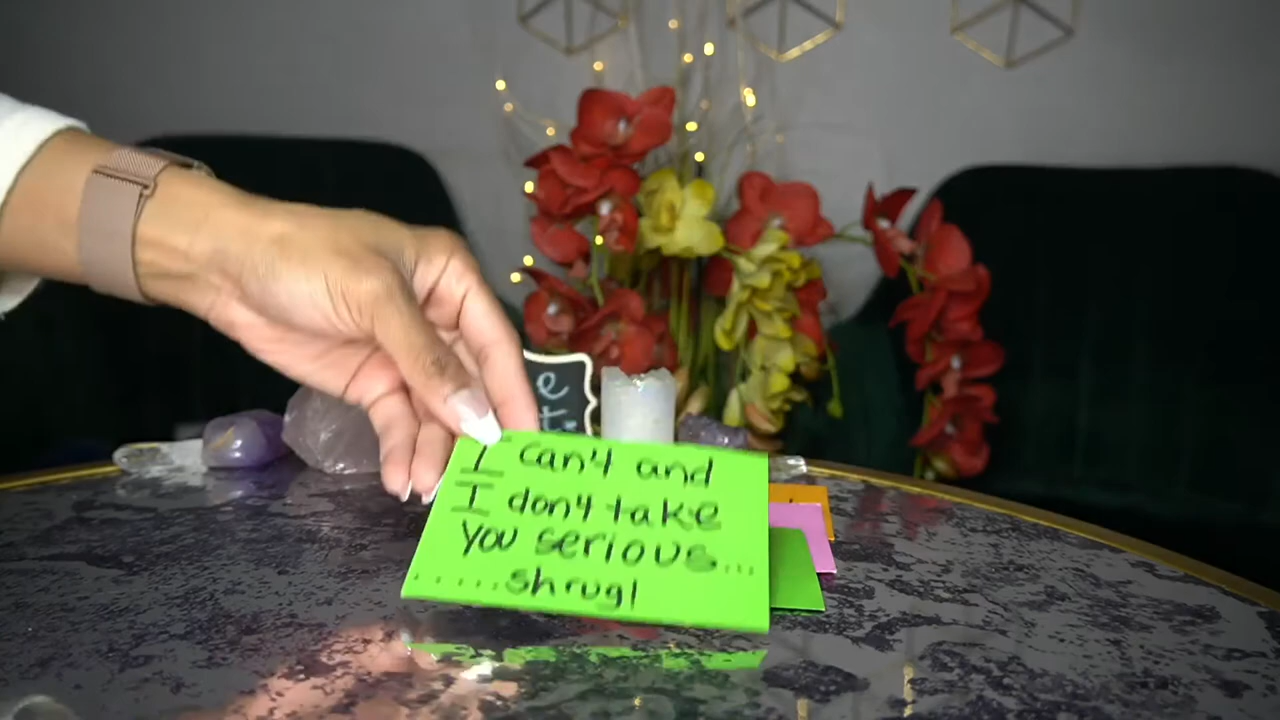 I can't and
I don't take
you serious...
.....shrug!